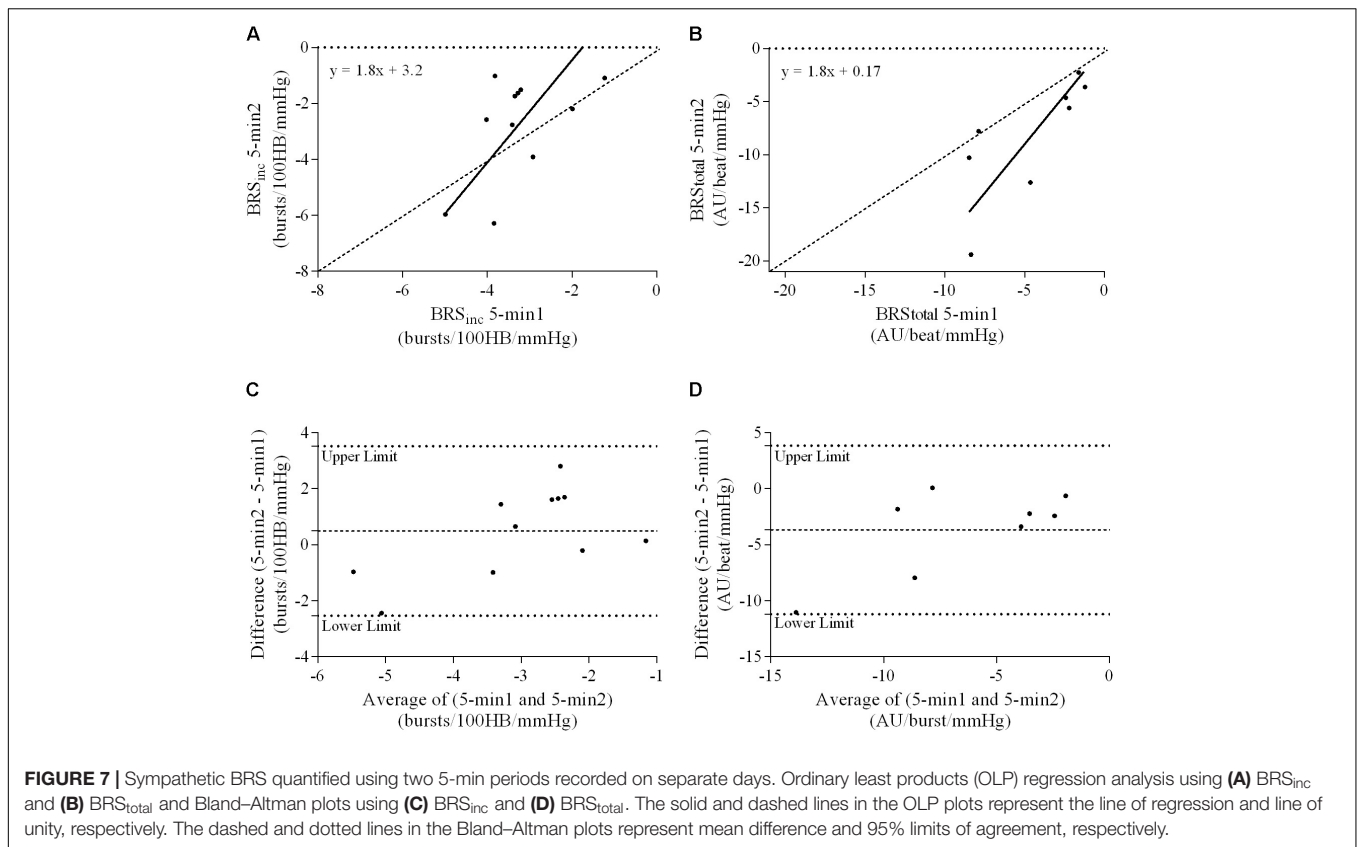 A
y = 1.8x + 3.2
0
-2
-4
-6
-8
BRSinc 5-min2
(bursts/100HB/mmHg)
-8 -6 -4 -2 0
BRSinc 5-min1
(bursts/100HB/mmHg)
B
y = 1.8x + 0.17
0
-5
-10
-15
-20
BRStotal 5-min2
(AU/beat/mmHg)
-20 -15 -10 -5 0
BRStotal 5-min1
(AU/beat/mmHg)
C
4
2
0
-2
-4
Upper Limit
Lower Limit
Difference (5-min2 - 5-min1)
(bursts/100HB/mmHg)
-6 -5 -4 -3 -2 -1
Average of (5-min1 and 5-min2)
(bursts/100HB/mmHg)
D
5
0
-5
-10
-15
Upper Limit
Lower Limit
Difference (5-min2 - 5-min1)
(AU/beat/mmHg)
-15 -10 -5 0
Average of (5-min1 and 5-min2)
(AU/burst/mmHg)
FIGURE 7 | Sympathetic BRS quantified using two 5-min periods recorded on separate days. Ordinary least products (OLP) regression analysis using (A) BRSinc
and (B) BRStotal and Bland–Altman plots using (C) BRSinc and (D) BRStotal. The solid and dashed lines in the OLP plots represent the line of regression and line of
unity, respectively. The dashed and dotted lines in the Bland–Altman plots represent mean difference and 95% limits of agreement, respectively.